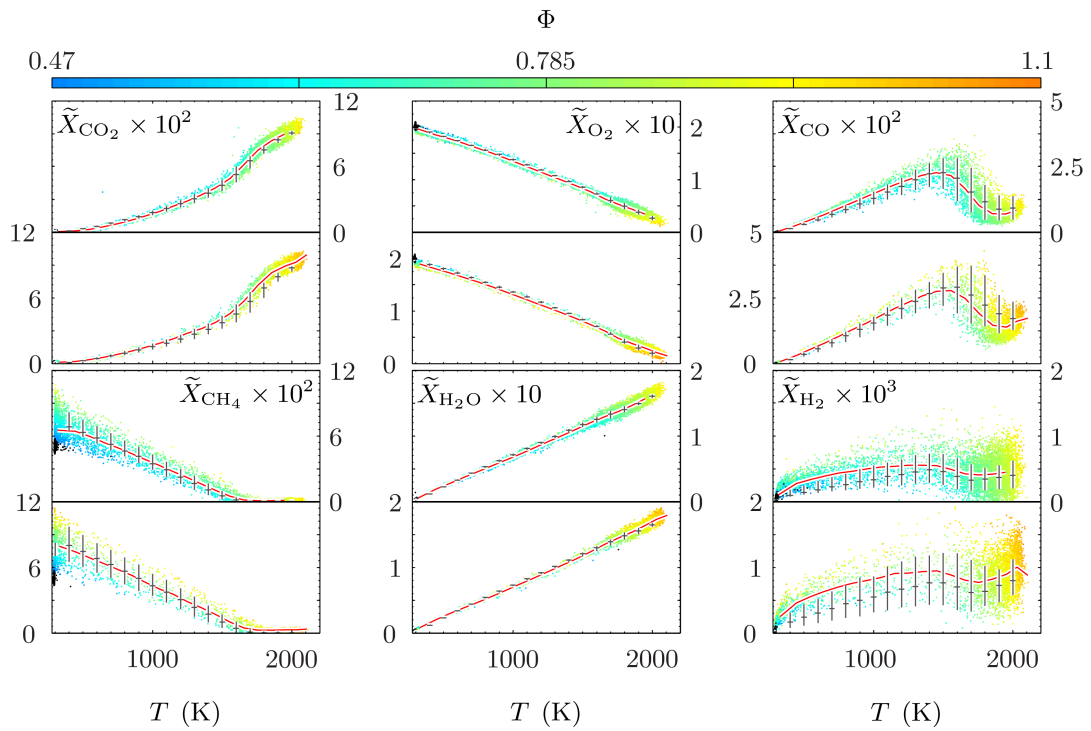 Φ
0.47 0.785 1.1
X̃CO₂ × 10² 12 X̃O₂ × 10 2 X̃CO × 10² 5
6 1 2.5
12 0 0 5 0
6 2 2.5
1
0 0 0
X̃CH₄ × 10² 12 X̃H₂O × 10 2 X̃H₂ × 10³ 2
6 1 1
12 0 2 0 2 0
6 1 1
0 0 0
1000 2000 1000 2000 1000 2000
T (K) T (K) T (K)